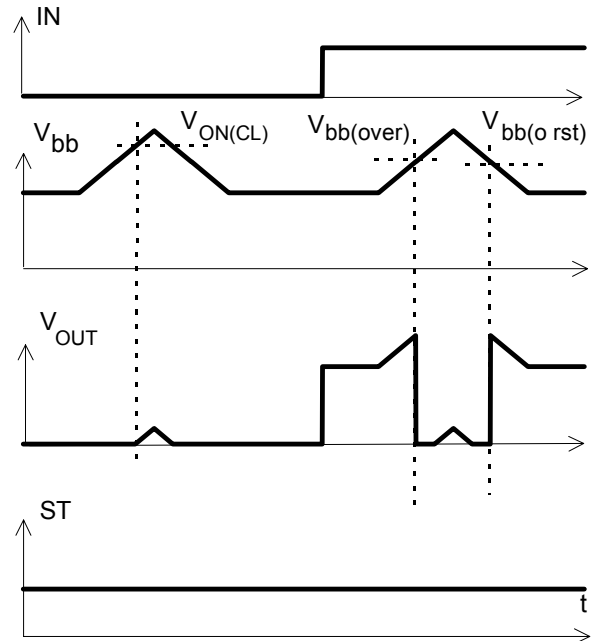 IN
V_bb
V_ON(CL)
V_bb(over)
V_bb(o rst)
V_OUT
ST
t